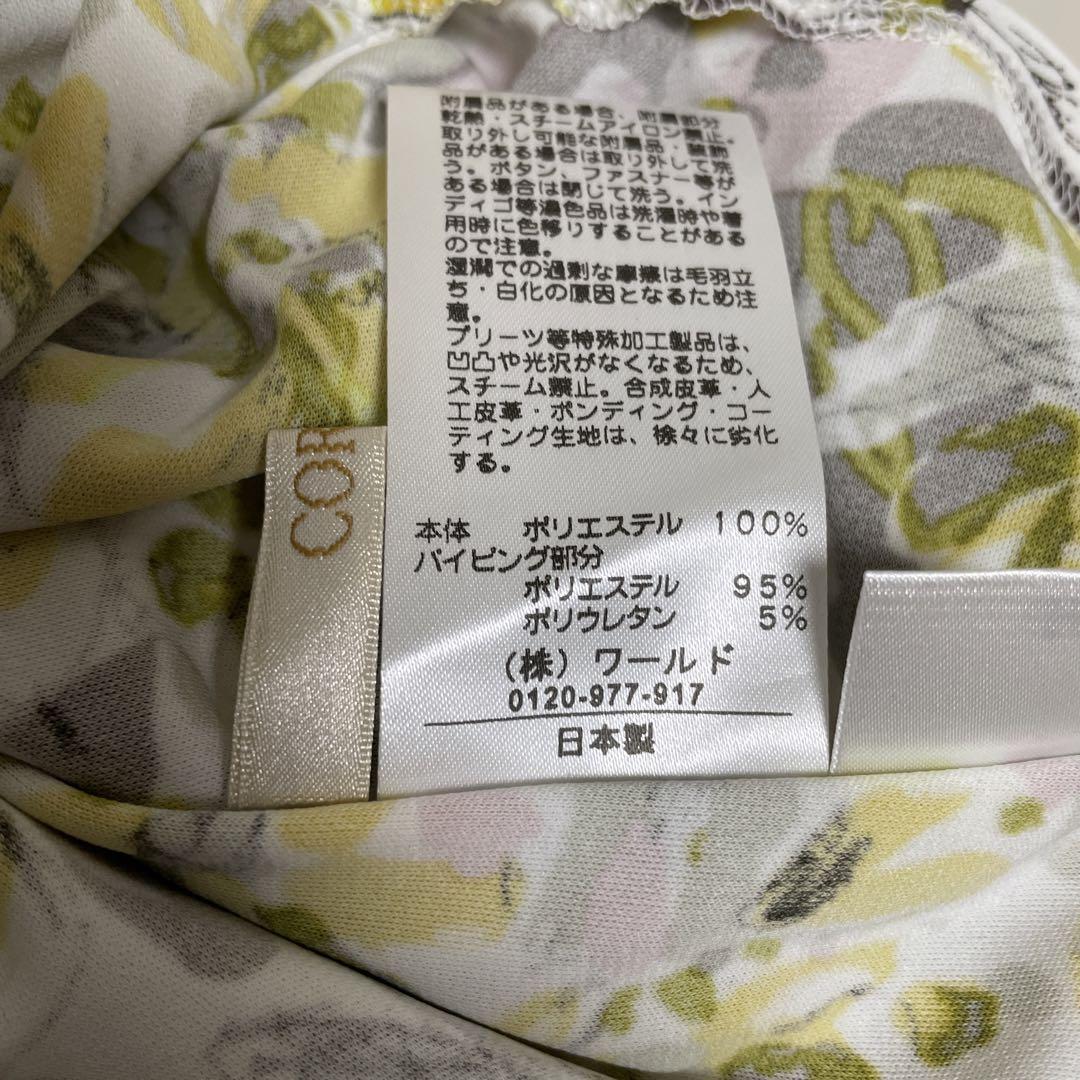 附属品がある場合、附属部分
乾熱・スチームアイロン禁止。
取り外し可能な附属品・装飾
品がある場合は取り外して洗
う。ボタン、ファスナー等が
ある場合は閉じて洗う。イン
ディゴ等濃色品は洗濯時や着
用時に色移りすることがある
ので注意。
湿潤での過剰な摩擦は毛羽立
ち・白化の原因となるため注
意。
プリーツ等特殊加工製品は、
凹凸や光沢がなくなるため、
スチーム禁止。合成皮革・人
工皮革・ボンディング・コー
ティング生地は、徐々に劣化
する。
本体 ポリエステル 100%
パイピング部分
ポリエステル 95%
ポリウレタン 5%
(株) ワールド
0120-977-917
日本製